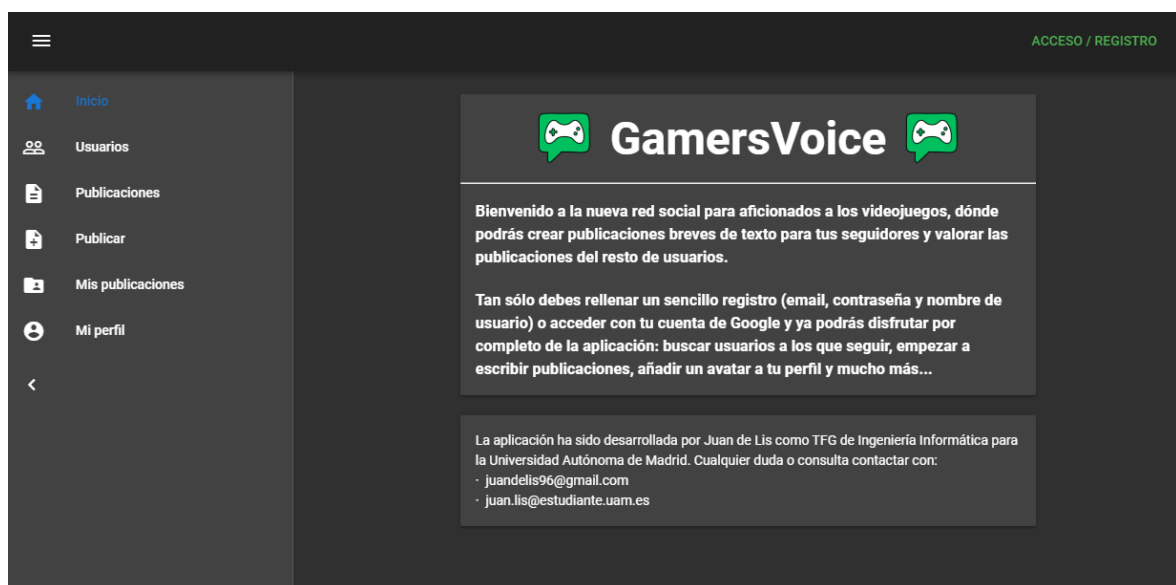 ACCESO / REGISTRO
Inicio
Usuarios
Publicaciones
Publicar
Mis publicaciones
Mi perfil
GamersVoice
Bienvenido a la nueva red social para aficionados a los videojuegos, dónde
podrás crear publicaciones breves de texto para tus seguidores y valorar las
publicaciones del resto de usuarios.
Tan sólo debes rellenar un sencillo registro (email, contraseña y nombre de
usuario) o acceder con tu cuenta de Google y ya podrás disfrutar por
completo de la aplicación: buscar usuarios a los que seguir, empezar a
escribir publicaciones, añadir un avatar a tu perfil y mucho más...
La aplicación ha sido desarrollada por Juan de Lis como TFG de Ingeniería Informática para
la Universidad Autónoma de Madrid. Cualquier duda o consulta contactar con:
· juandelis96@gmail.com
· juan.lis@estudiante.uam.es